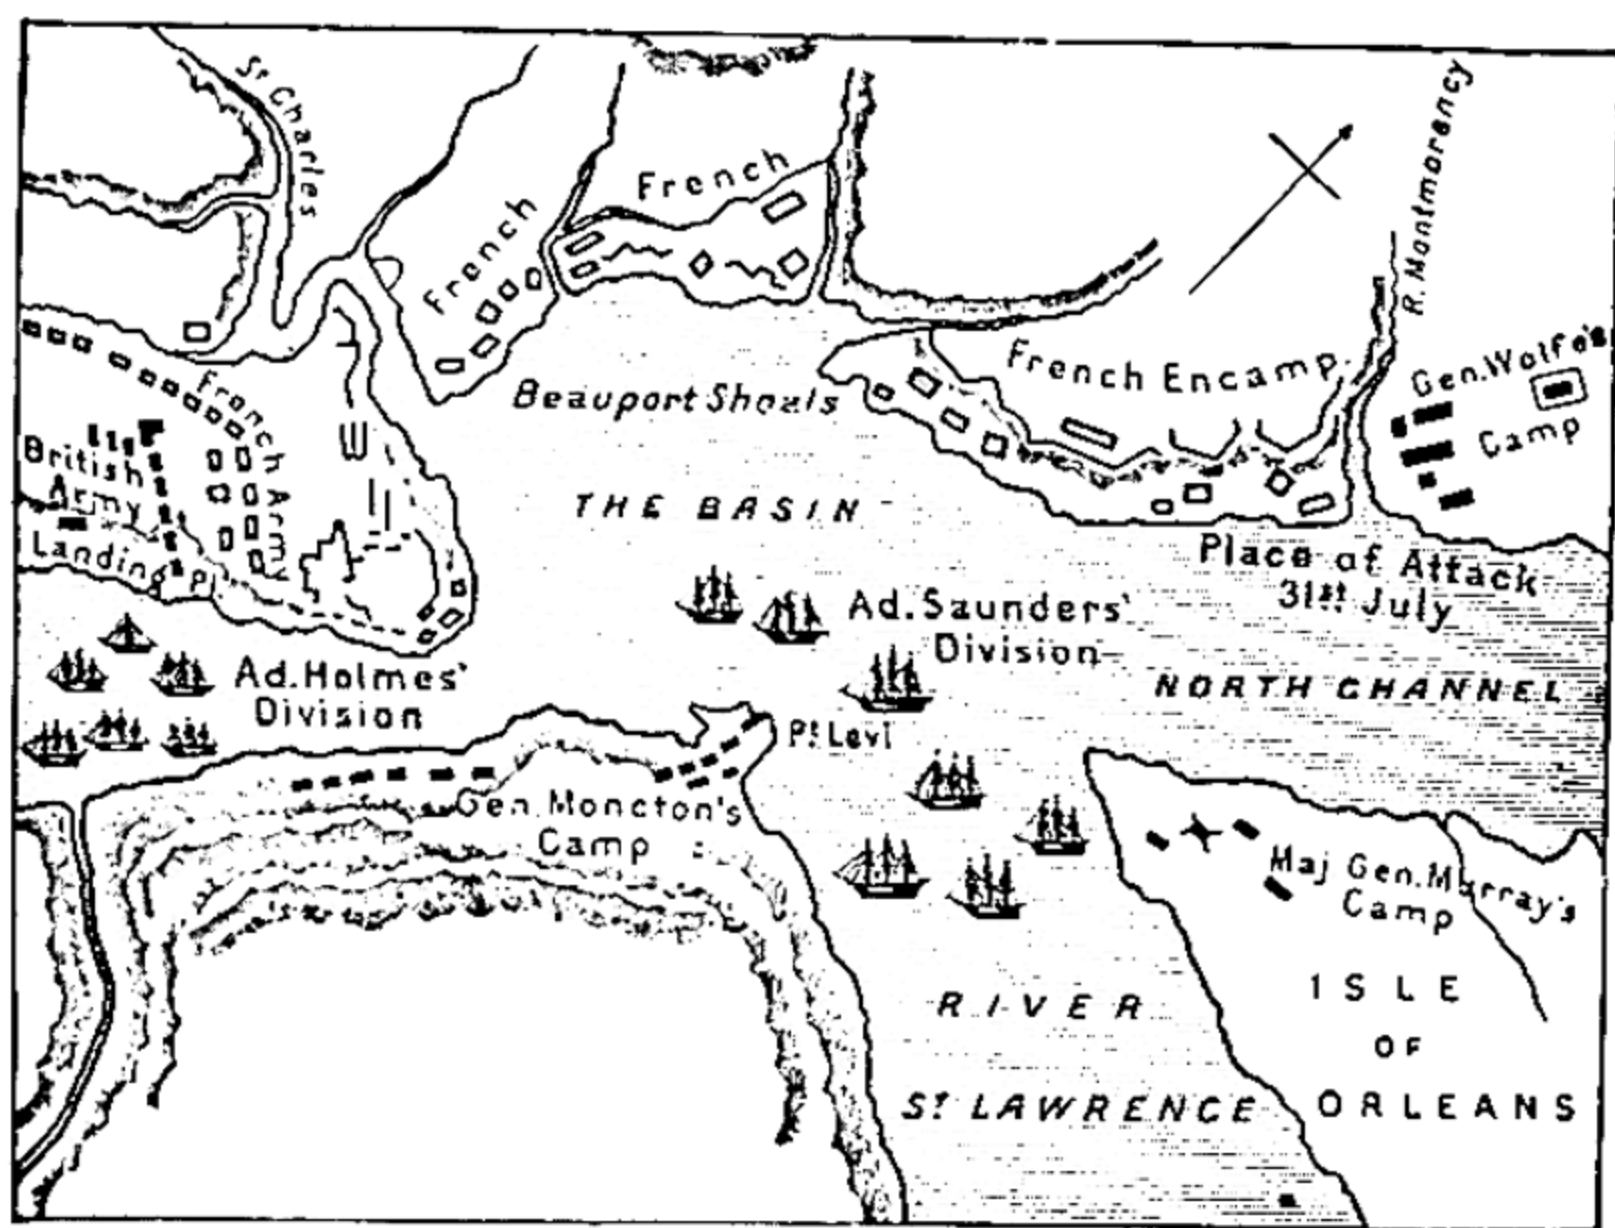 St Charles
French
French
R. Montmorency
French Encamp.
Gen. Wolfe's
Camp
Beauport Shoals
French Army
British
Army
Landing Pl.
THE BASIN
Place of Attack
31st July
Ad. Saunders'
Division
NORTH CHANNEL
Ad. Holmes'
Division
Pt Levi
Gen. Moncton's
Camp
Maj Gen. Murray's
Camp
RIVER
ST LAWRENCE
ISLE
OF
ORLEANS